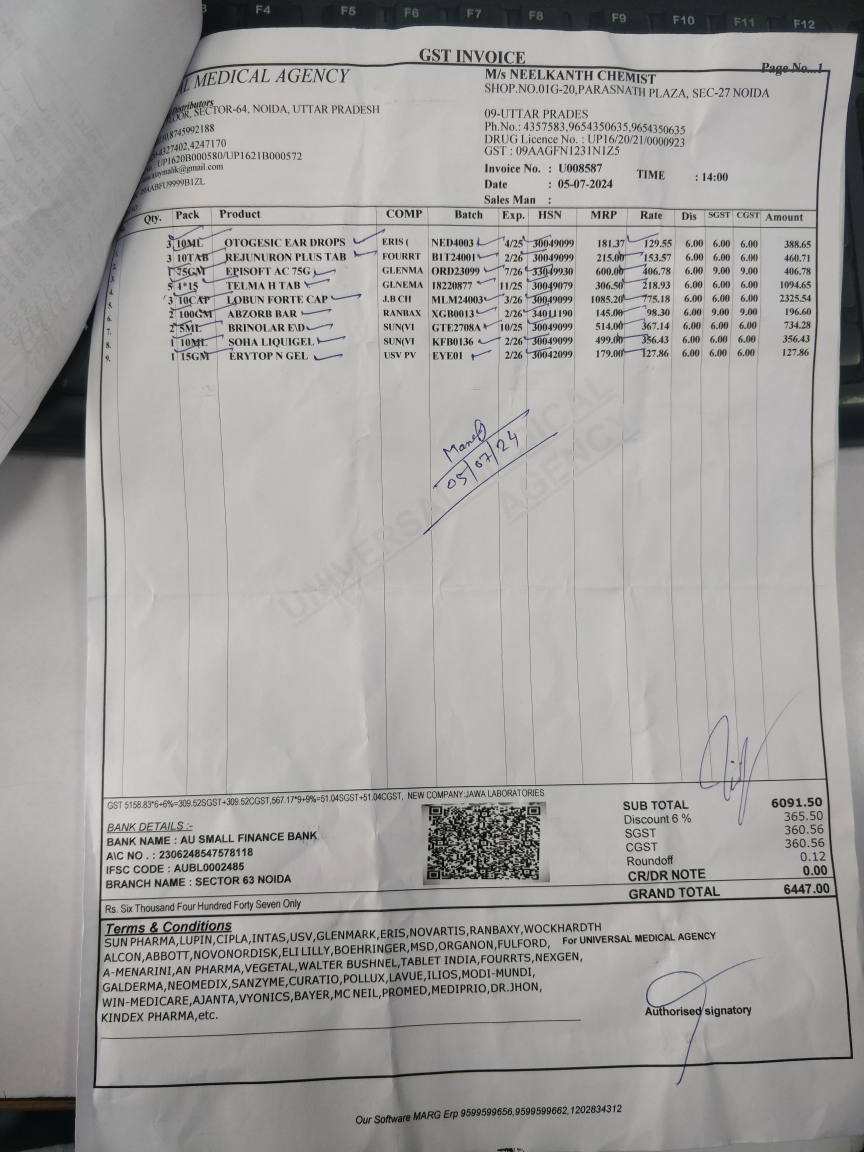 F4 F5 F6 F7 F8 F9 F10 F11 F12
GST INVOICE
Page No...1
MEDICAL AGENCY
SECTOR-64, NOIDA, UTTAR PRADESH
8745992188
4327402,4247170
UP1620B000580/UP1621B000572
M/s NEELKANTH CHEMIST
SHOP.NO.01G-20,PARASNATH PLAZA, SEC-27 NOIDA
09-UTTAR PRADES
Ph.No.: 4357583,9654350635,9654350635
DRUG Licence No. : UP16/20/21/0000923
GST : 09AAGFN1231N1Z5
Invoice No. : U008587 TIME : 14:00
Date : 05-07-2024
Sales Man :
Qty. Pack Product COMP Batch Exp. HSN MRP Rate Dis SGST CGST Amount
3 10ML OTOGESIC EAR DROPS ERIS ( NED4003 4/25 30049099 181.37 129.55 6.00 6.00 6.00 388.65
3 10TAB REJUNURON PLUS TAB FOURRT BIT24001 2/26 30049099 215.00 153.57 6.00 6.00 6.00 460.71
1 75GM EPISOFT AC 75G GLENMA ORD23099 7/26 33049930 600.00 406.78 6.00 9.00 9.00 406.78
5 1*15 TELMA H TAB GLNEMA 18220877 11/25 30049079 306.50 218.93 6.00 6.00 6.00 1094.65
3 10CAP LOBUN FORTE CAP J.B CH MLM24003 3/26 30049099 1085.20 775.18 6.00 6.00 6.00 2325.54
2 100GM ABZORB BAR RANBAX XGB0013 2/26 34011190 145.00 98.30 6.00 9.00 9.00 196.60
2 5ML BRINOLAR E/D SUN(VI GTE2708A 10/25 30049099 514.00 367.14 6.00 6.00 6.00 734.28
8. 1 10ML SOHA LIQUIGEL SUN(VI KFB0136 2/26 30049099 499.00 356.43 6.00 6.00 6.00 356.43
9. 1 15GM ERYTOP N GEL USV PV EYE01 2/26 30042099 179.00 127.86 6.00 6.00 6.00 127.86
05/07/24
UNIVERSAL MEDICAL
AGENCY
GST 5158.83*6+6%=309.52SGST+309.52CGST,567.17*9+9%=51.04SGST+51.04CGST, NEW COMPANY:JAWA LABORATORIES
BANK DETAILS :-
BANK NAME : AU SMALL FINANCE BANK
A\C NO . : 2306248547578118
IFSC CODE : AUBL0002485
BRANCH NAME : SECTOR 63 NOIDA
SUB TOTAL 6091.50
Discount 6 % 365.50
SGST 360.56
CGST 360.56
Roundoff 0.12
CR/DR NOTE 0.00
GRAND TOTAL 6447.00
Rs. Six Thousand Four Hundred Forty Seven Only
Terms & Conditions
SUN PHARMA,LUPIN,CIPLA,INTAS,USV,GLENMARK,ERIS,NOVARTIS,RANBAXY,WOCKHARDTH
ALCON,ABBOTT,NOVONORDISK,ELI LILLY,BOEHRINGER,MSD,ORGANON,FULFORD, For UNIVERSAL MEDICAL AGENCY
A-MENARINI,AN PHARMA,VEGETAL,WALTER BUSHNEL,TABLET INDIA,FOURRTS,NEXGEN,
GALDERMA,NEOMEDIX,SANZYME,CURATIO,POLLUX,LAVUE,ILIOS,MODI-MUNDI,
WIN-MEDICARE,AJANTA,VYONICS,BAYER,MC NEIL,PROMED,MEDIPRIO,DR.JHON,
KINDEX PHARMA,etc.
Authorised signatory
Our Software MARG Erp 9599599656,9599599662,1202834312